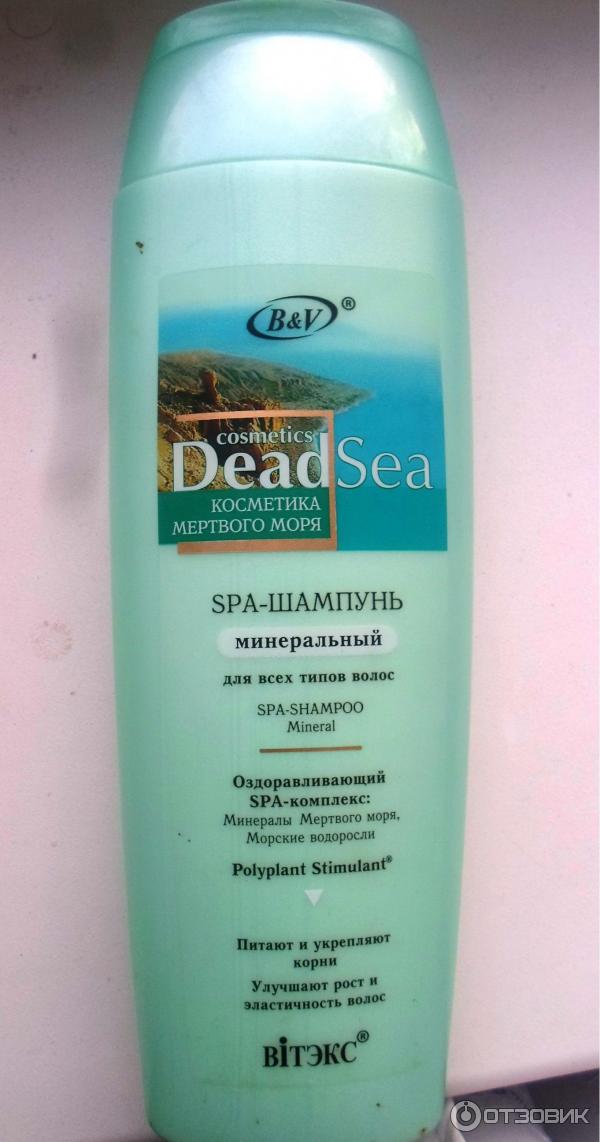 B&V®
cosmetics
DeadSea
КОСМЕТИКА
МЕРТВОГО МОРЯ
SPA-ШАМПУНЬ
минеральный
для всех типов волос
SPA-SHAMPOO
Mineral
Оздоравливающий
SPA-комплекс:
Минералы Мертвого моря,
Морские водоросли
Polyplant Stimulant®
Питают и укрепляют
корни
Улучшают рост и
эластичность волос
ВіТЭКС®
ОТЗОВИК